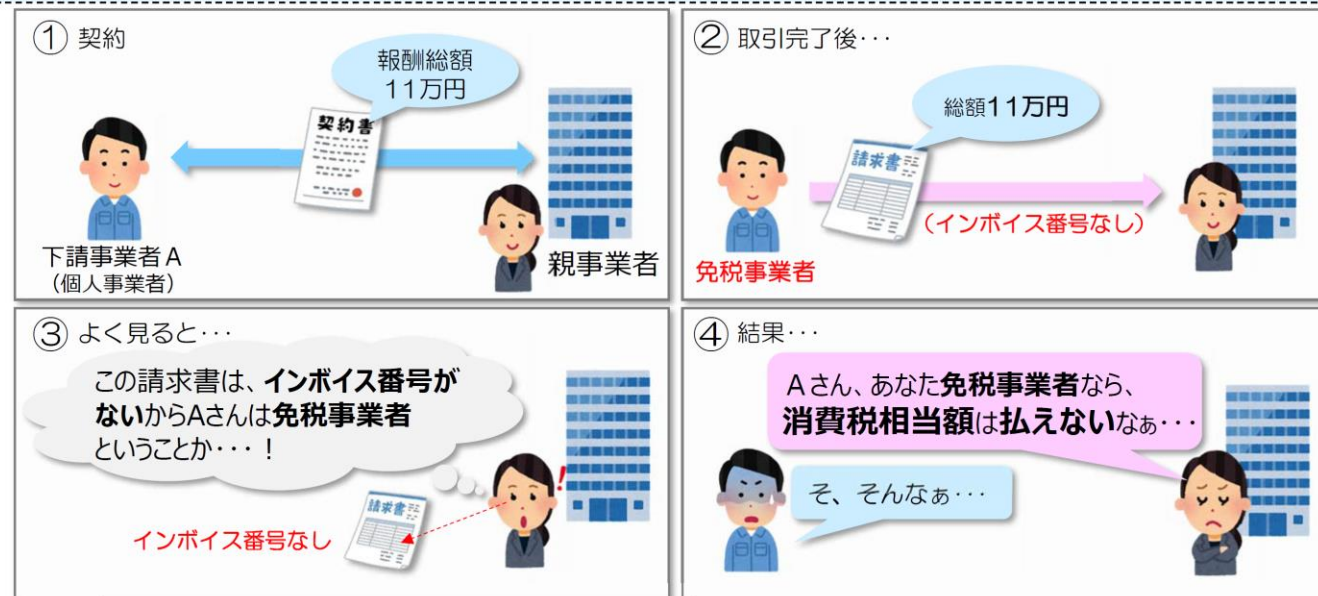 ① 契約
報酬総額
11万円
契約書
下請事業者A
(個人事業者)
親事業者
② 取引完了後・・・
総額11万円
請求書
(インボイス番号なし)
免税事業者
③ よく見ると・・・
この請求書は、インボイス番号が
ないからAさんは免税事業者
ということか・・・!
!
請求書
インボイス番号なし
④ 結果・・・
Aさん、あなた免税事業者なら、
消費税相当額は払えないなぁ・・・
そ、そんなぁ・・・